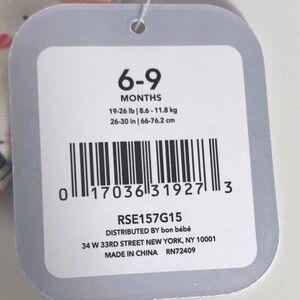 6-9
MONTHS
19-26 lb | 8.6 - 11.8 kg
26-30 in | 66-76.2 cm
0 17036 31927 3
RSE157G15
DISTRIBUTED BY bon bébé
34 W 33RD STREET NEW YORK, NY 10001
MADE IN CHINA RN72409